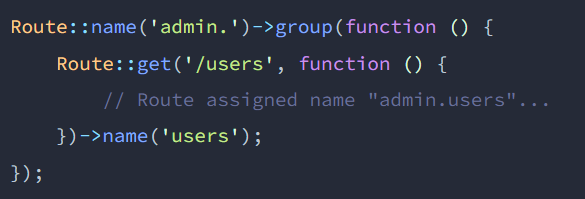 Route::name('admin.')->group(function () {
    Route::get('/users', function () {
        // Route assigned name "admin.users"...
    })->name('users');
});